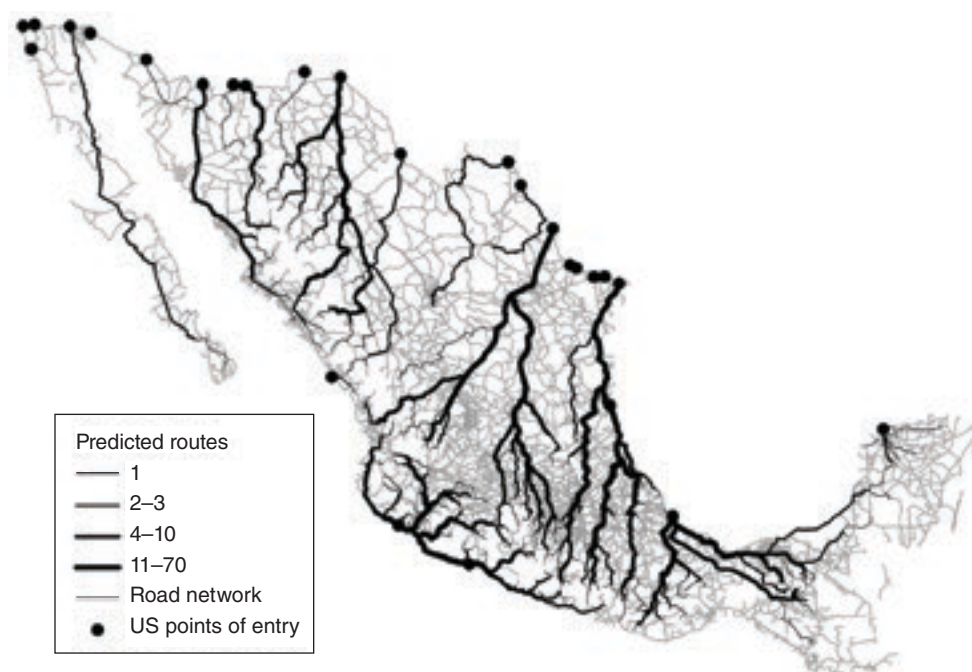 Predicted routes
1
2–3
4–10
11–70
Road network
US points of entry